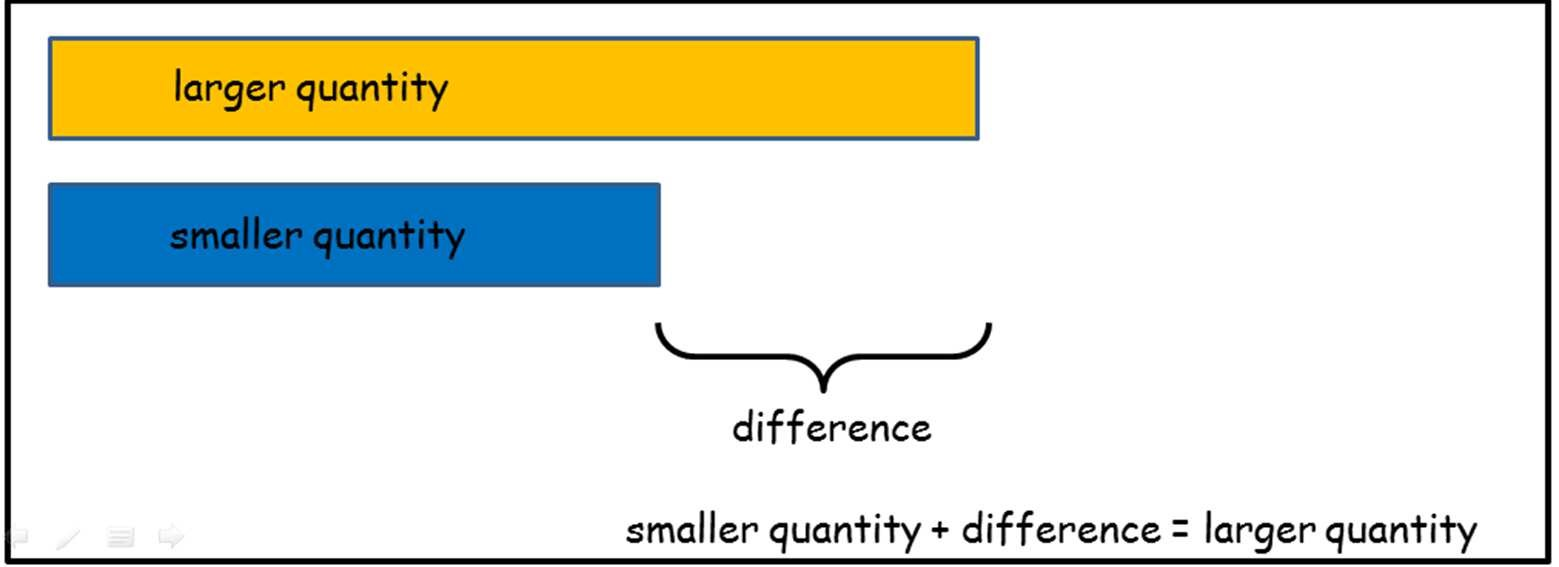 larger quantity
smaller quantity
difference
smaller quantity + difference = larger quantity